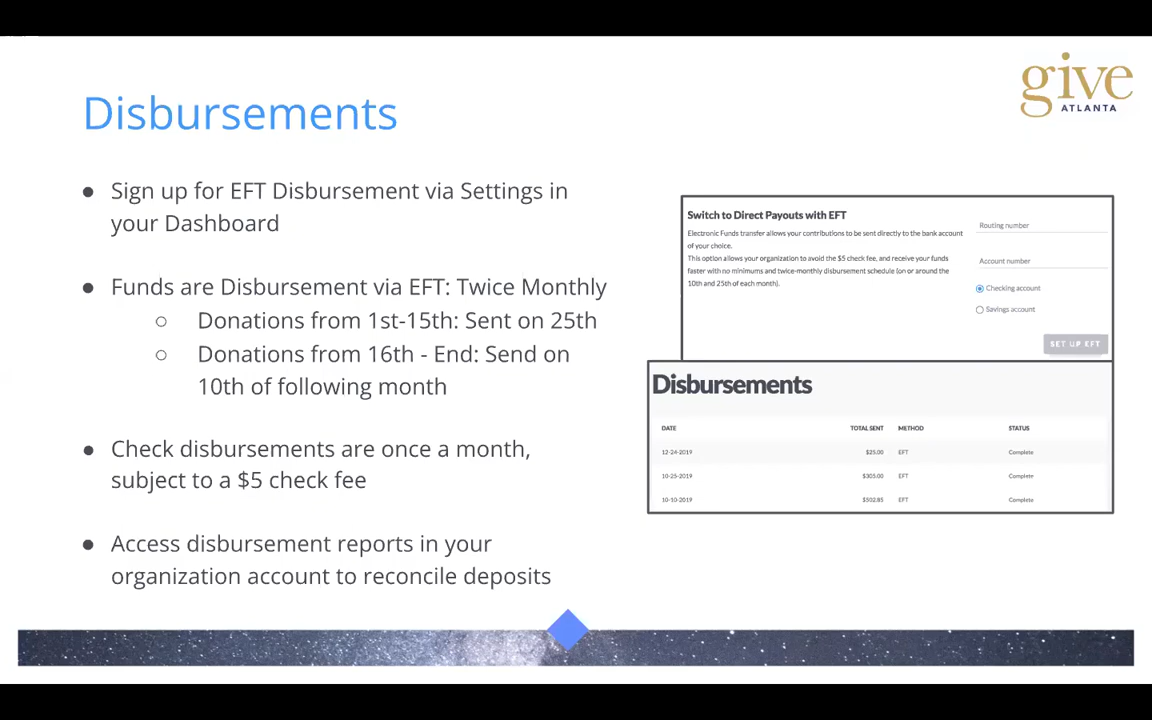 give
ATLANTA
Disbursements
● Sign up for EFT Disbursement via Settings in
your Dashboard
● Funds are Disbursement via EFT: Twice Monthly
○ Donations from 1st-15th: Sent on 25th
○ Donations from 16th - End: Send on
10th of following month
● Check disbursements are once a month,
subject to a $5 check fee
● Access disbursement reports in your
organization account to reconcile deposits
Switch to Direct Payouts with EFT
Electronic Funds transfer allows your contributions to be sent directly to the bank account
of your choice.
This option allows your organization to avoid the $5 check fee, and receive your funds
faster with no minimums and twice-monthly disbursement schedule (on or around the
10th and 25th of each month).
Routing number
Account number
Checking account
Savings account
SET UP EFT
Disbursements
DATE TOTAL SENT METHOD STATUS
12-24-2019 $25.00 EFT Complete
10-25-2019 $305.00 EFT Complete
10-10-2019 $502.85 EFT Complete